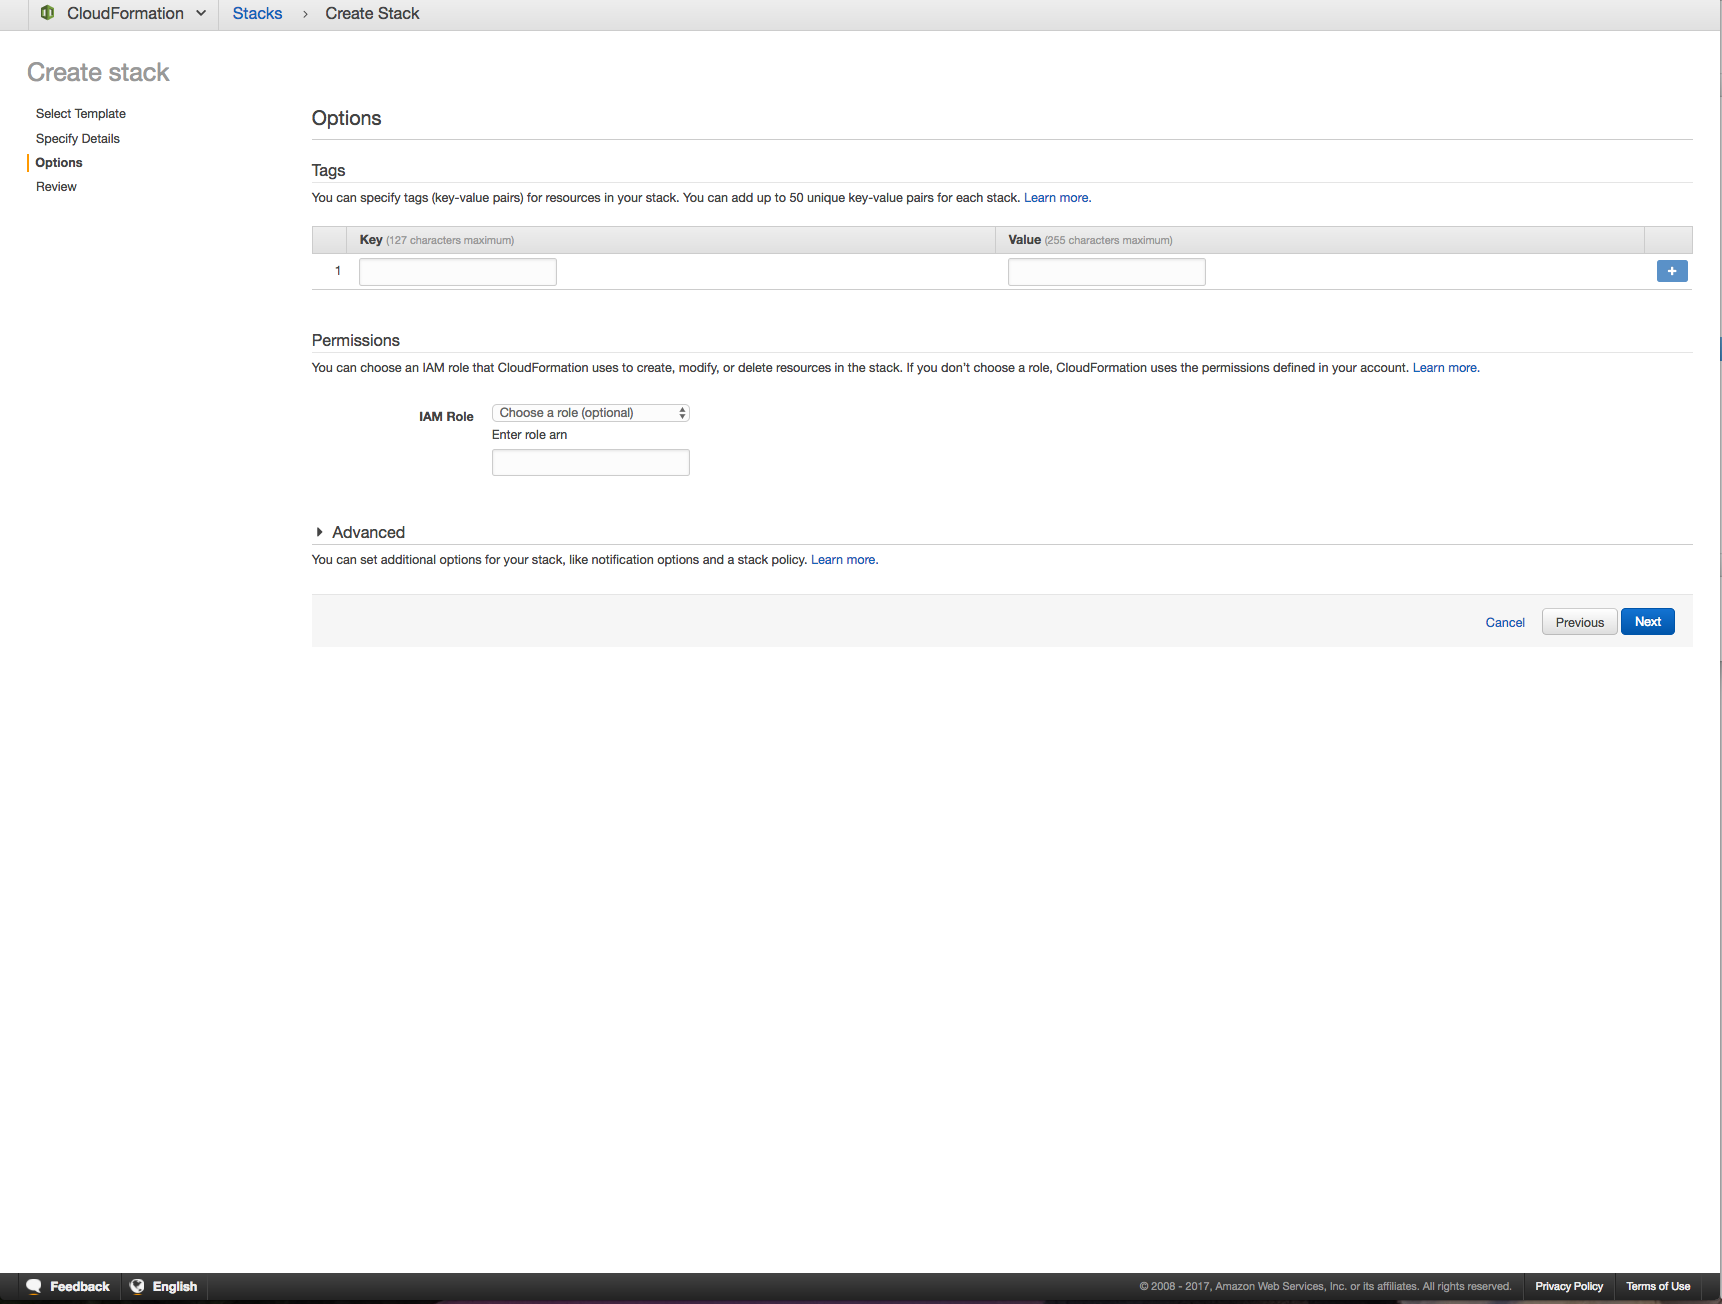 CloudFormation Stacks › Create Stack
Create stack
Select Template
Specify Details
Options
Review
Options
Tags
You can specify tags (key-value pairs) for resources in your stack. You can add up to 50 unique key-value pairs for each stack. Learn more.
Key (127 characters maximum) Value (255 characters maximum)
1 +
Permissions
You can choose an IAM role that CloudFormation uses to create, modify, or delete resources in the stack. If you don't choose a role, CloudFormation uses the permissions defined in your account. Learn more.
IAM Role Choose a role (optional)
Enter role arn
Advanced
You can set additional options for your stack, like notification options and a stack policy. Learn more.
Cancel Previous Next
Feedback English © 2008 - 2017, Amazon Web Services, Inc. or its affiliates. All rights reserved. Privacy Policy Terms of Use